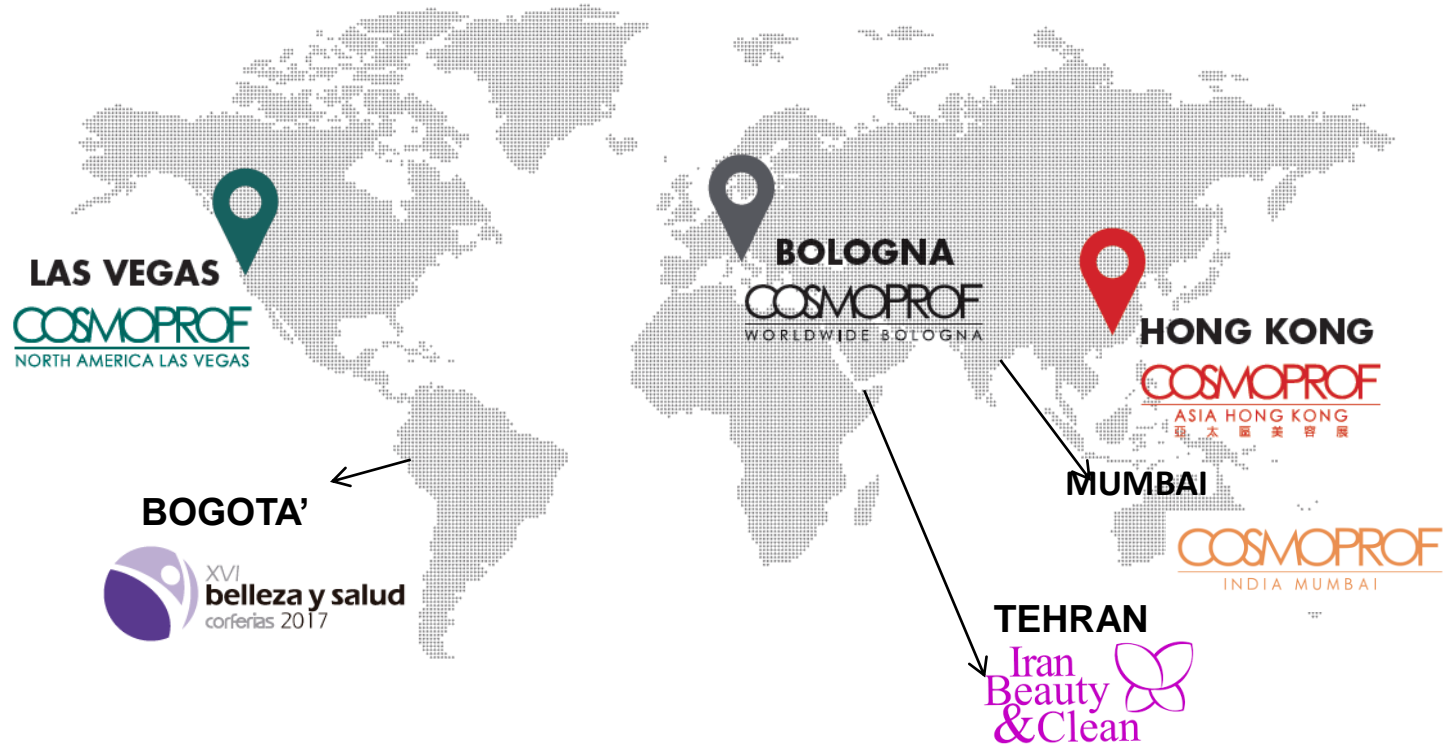 LAS VEGAS
COSMOPROF
NORTH AMERICA LAS VEGAS
BOLOGNA
COSMOPROF
WORLDWIDE BOLOGNA
HONG KONG
COSMOPROF
ASIA HONG KONG
亞太區美容展
BOGOTA’
XVI
belleza y salud
corferias 2017
MUMBAI
COSMOPROF
INDIA MUMBAI
TEHRAN
Iran
Beauty
&Clean